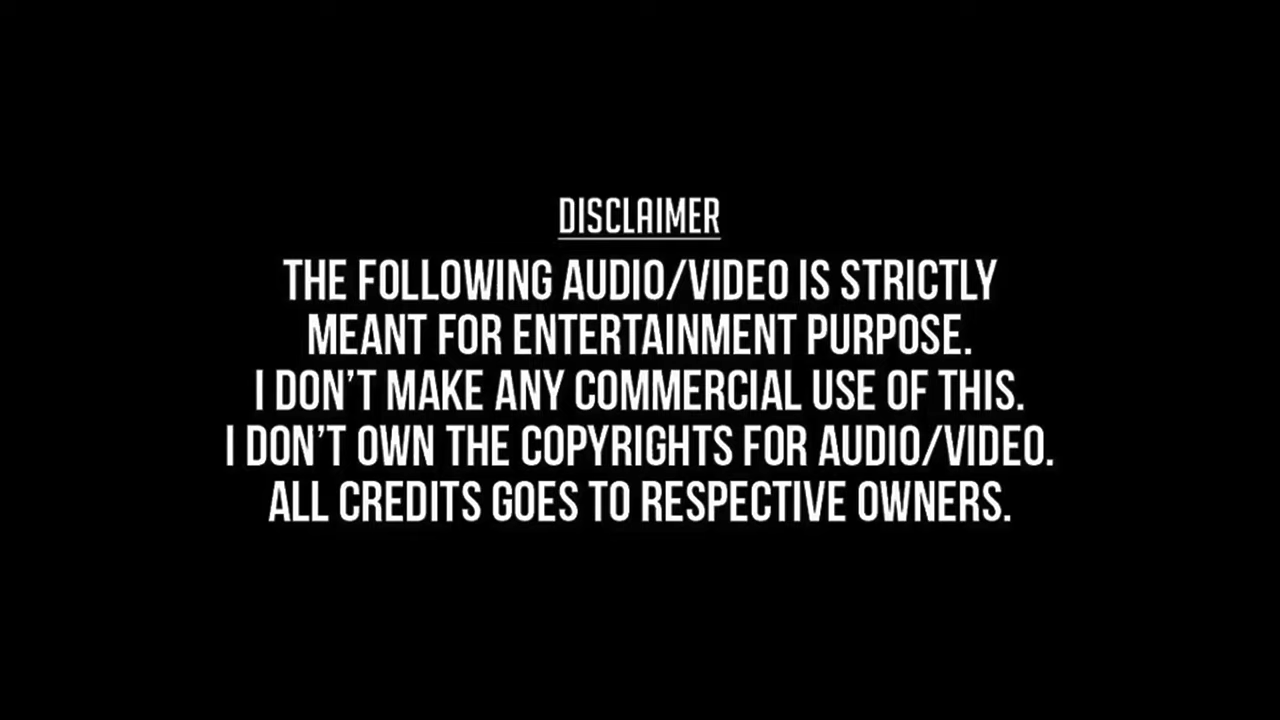 DISCLAIMER
THE FOLLOWING AUDIO/VIDEO IS STRICTLY
MEANT FOR ENTERTAINMENT PURPOSE.
I DON’T MAKE ANY COMMERCIAL USE OF THIS.
I DON’T OWN THE COPYRIGHTS FOR AUDIO/VIDEO.
ALL CREDITS GOES TO RESPECTIVE OWNERS.